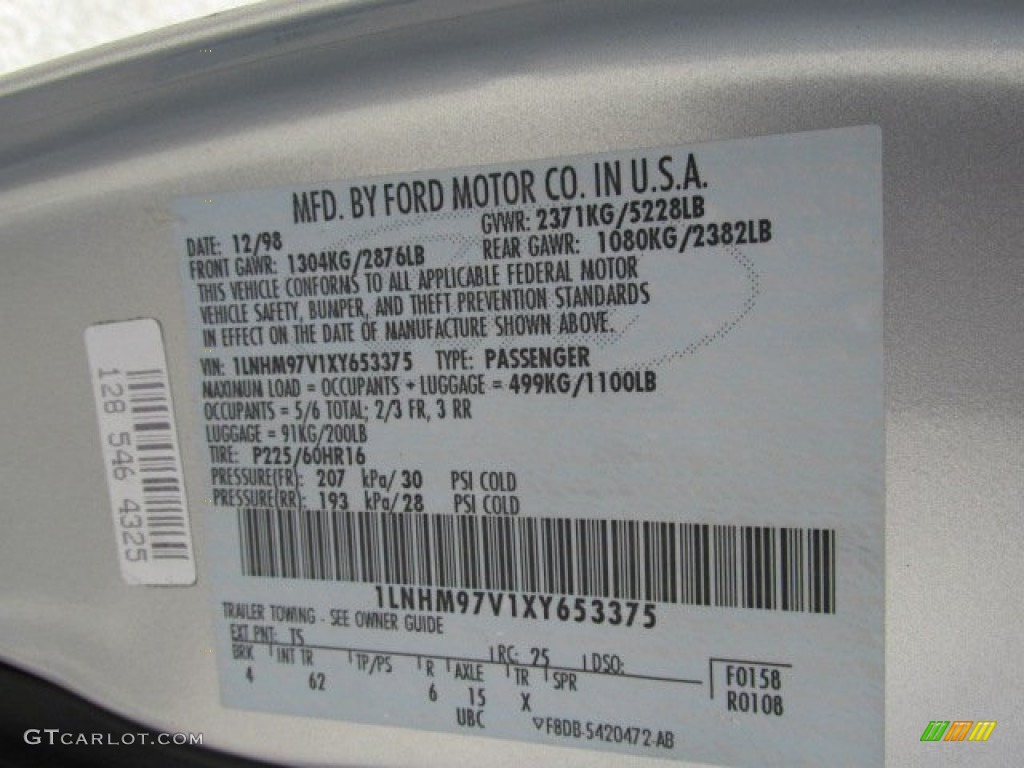 MFD. BY FORD MOTOR CO. IN U.S.A.
DATE: 12/98 GVWR: 2371KG/5228LB
FRONT GAWR: 1304KG/2876LB REAR GAWR: 1080KG/2382LB
THIS VEHICLE CONFORMS TO ALL APPLICABLE FEDERAL MOTOR
VEHICLE SAFETY, BUMPER, AND THEFT PREVENTION STANDARDS
IN EFFECT ON THE DATE OF MANUFACTURE SHOWN ABOVE.
VIN: 1LNHM97V1XY653375 TYPE: PASSENGER
MAXIMUM LOAD = OCCUPANTS + LUGGAGE = 499KG/1100LB
OCCUPANTS = 5/6 TOTAL; 2/3 FR, 3 RR
LUGGAGE = 91KG/200LB
TIRE: P225/60HR16
PRESSURE(FR): 207 kPa/30 PSI COLD
PRESSURE(RR): 193 kPa/28 PSI COLD
1LNHM97V1XY653375
TRAILER TOWING - SEE OWNER GUIDE
EXT PNT: TS RC: 25 DSO:
BRK INT TR TP/PS R AXLE TR SPR
4 62 6 15 X
UBC
F0158
R0108
F8DB-5420472-AB
128 546 4325
GTCARLOT.COM